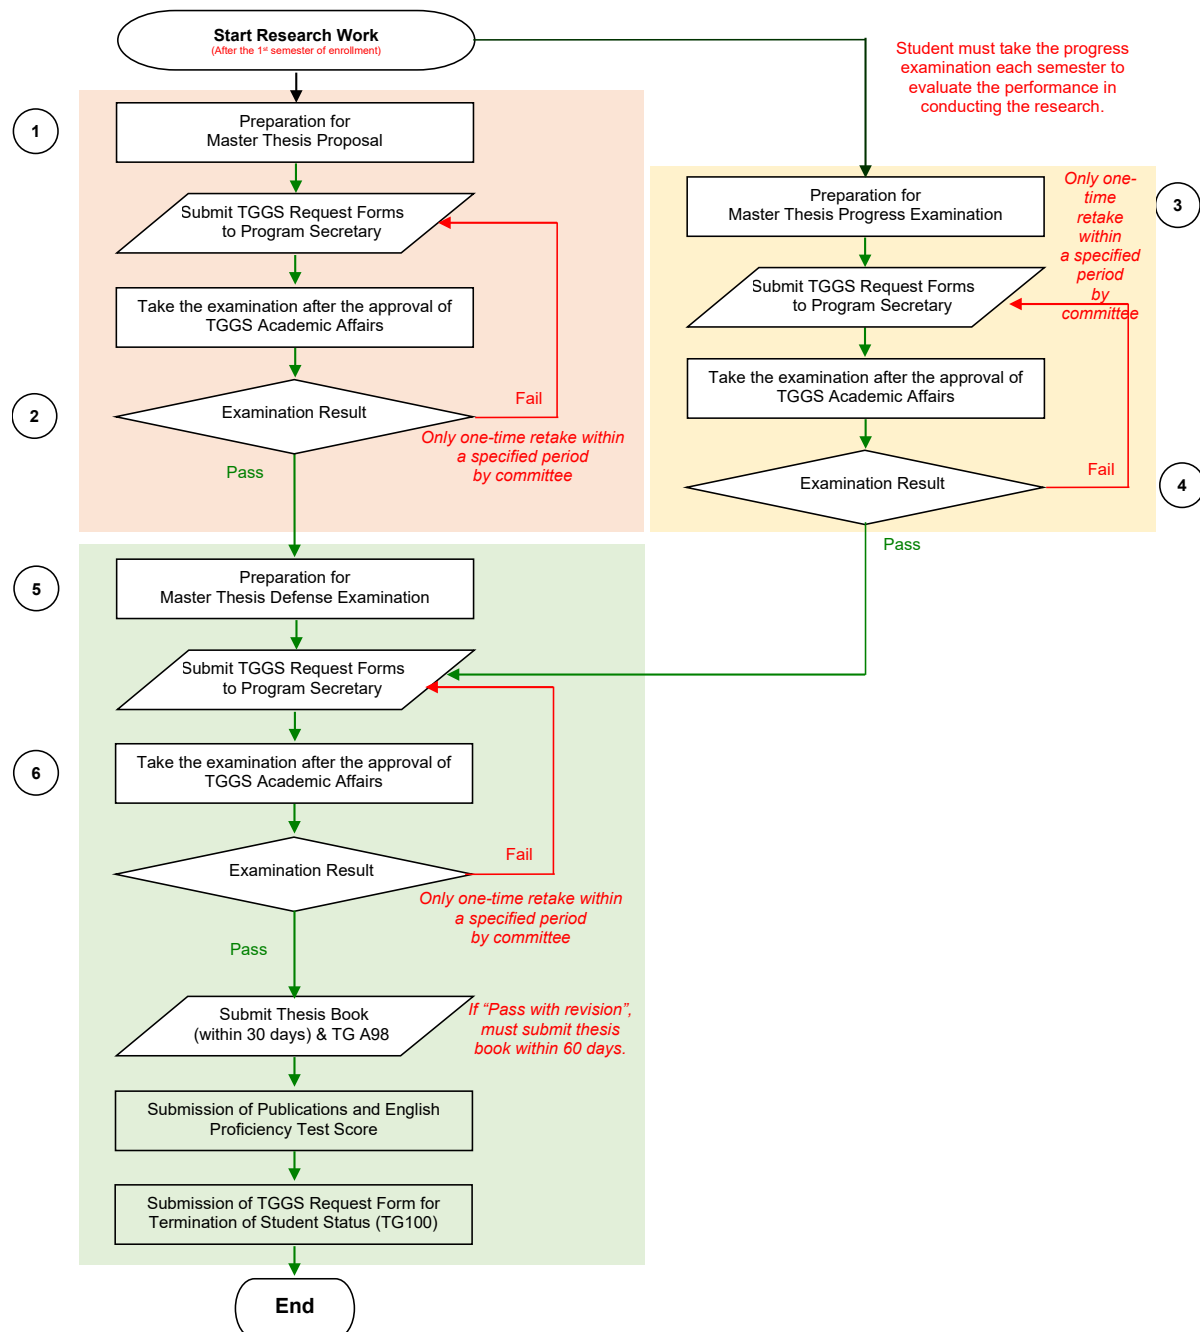 Start Research Work
(After the 1st semester of enrollment)
Student must take the progress
examination each semester to
evaluate the performance in
conducting the research.
1
Preparation for
Master Thesis Proposal
Submit TGGS Request Forms
to Program Secretary
Take the examination after the approval of
TGGS Academic Affairs
2
Examination Result
Fail
Only one-time retake within
a specified period
by committee
Pass
3
Preparation for
Master Thesis Progress Examination
Only one-
time
retake
within
a specified
period
by
committee
Submit TGGS Request Forms
to Program Secretary
Take the examination after the approval of
TGGS Academic Affairs
4
Examination Result
Fail
Pass
5
Preparation for
Master Thesis Defense Examination
Submit TGGS Request Forms
to Program Secretary
6
Take the examination after the approval of
TGGS Academic Affairs
Examination Result
Fail
Only one-time retake within
a specified period
by committee
Pass
Submit Thesis Book
(within 30 days) & TG A98
If “Pass with revision”,
must submit thesis
book within 60 days.
Submission of Publications and English
Proficiency Test Score
Submission of TGGS Request Form for
Termination of Student Status (TG100)
End